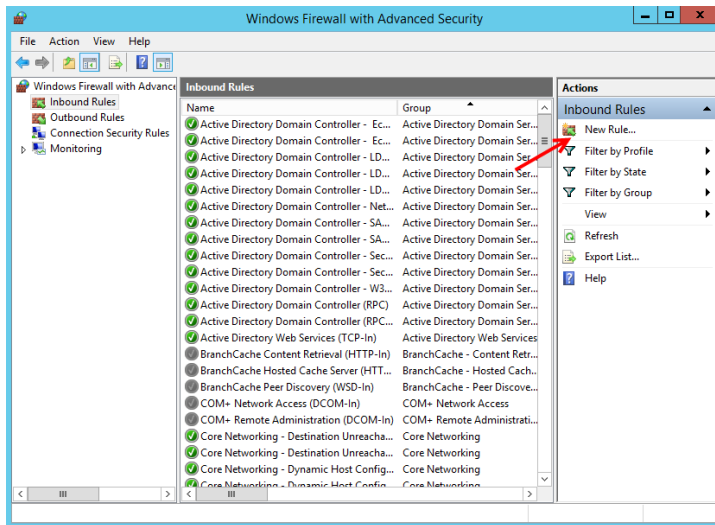 Windows Firewall with Advanced Security
File Action View Help
Windows Firewall with Advance
Inbound Rules
Outbound Rules
Connection Security Rules
Monitoring
Inbound Rules
Name Group
Active Directory Domain Controller - Ec... Active Directory Domain Ser...
Active Directory Domain Controller - Ec... Active Directory Domain Ser...
Active Directory Domain Controller - LD... Active Directory Domain Ser...
Active Directory Domain Controller - LD... Active Directory Domain Ser...
Active Directory Domain Controller - LD... Active Directory Domain Ser...
Active Directory Domain Controller - Net... Active Directory Domain Ser...
Active Directory Domain Controller - SA... Active Directory Domain Ser...
Active Directory Domain Controller - SA... Active Directory Domain Ser...
Active Directory Domain Controller - Sec... Active Directory Domain Ser...
Active Directory Domain Controller - Sec... Active Directory Domain Ser...
Active Directory Domain Controller - W3... Active Directory Domain Ser...
Active Directory Domain Controller (RPC) Active Directory Domain Ser...
Active Directory Domain Controller (RPC... Active Directory Domain Ser...
Active Directory Web Services (TCP-In) Active Directory Web Services
BranchCache Content Retrieval (HTTP-In) BranchCache - Content Retr...
BranchCache Hosted Cache Server (HTT... BranchCache - Hosted Cach...
BranchCache Peer Discovery (WSD-In) BranchCache - Peer Discove...
COM+ Network Access (DCOM-In) COM+ Network Access
COM+ Remote Administration (DCOM-In) COM+ Remote Administrati...
Core Networking - Destination Unreacha... Core Networking
Core Networking - Destination Unreacha... Core Networking
Core Networking - Dynamic Host Config... Core Networking
Core Networking - Dynamic Host Config... Core Networking
Actions
Inbound Rules
New Rule...
Filter by Profile
Filter by State
Filter by Group
View
Refresh
Export List...
Help